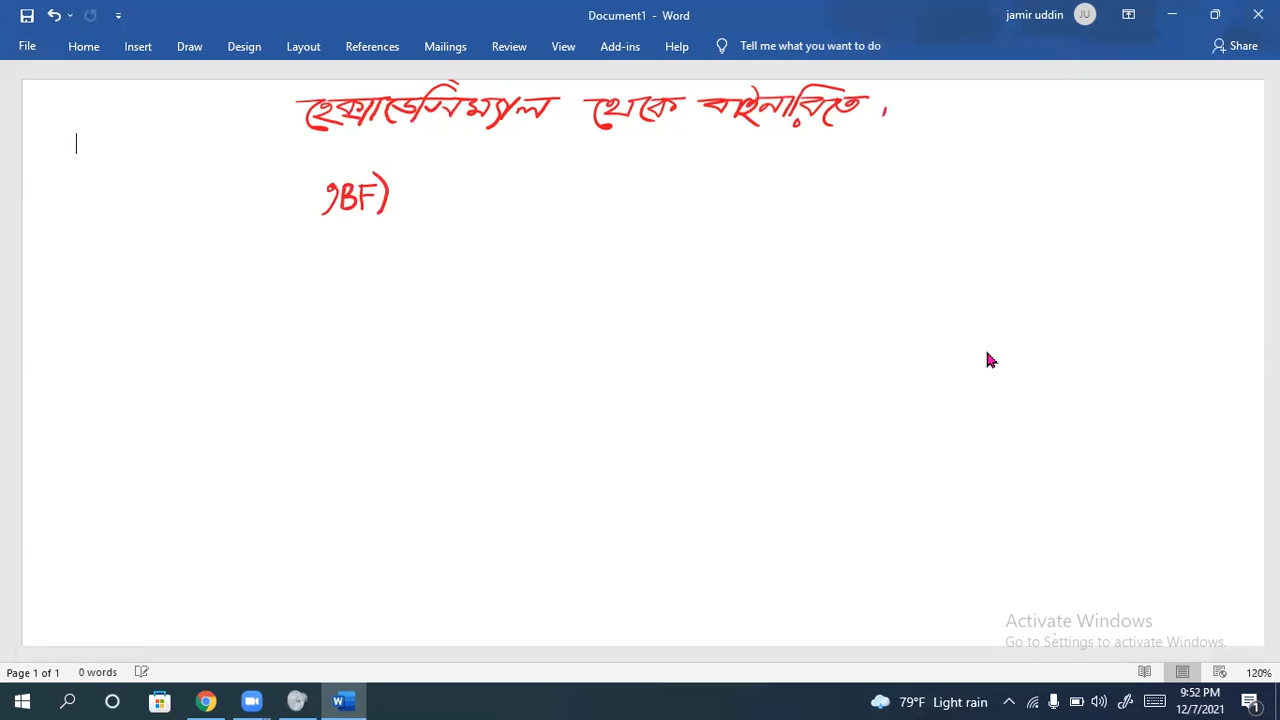 Document1 - Word
jamir uddin JU
File Home Insert Draw Design Layout References Mailings Review View Add-ins Help Tell me what you want to do Share
হেক্সাডেসিম্যাল থেকে বাইনারিতে ।
9BF)
Activate Windows
Go to Settings to activate Windows.
Page 1 of 1 0 words 120%
79°F Light rain 9:52 PM
12/7/2021 1